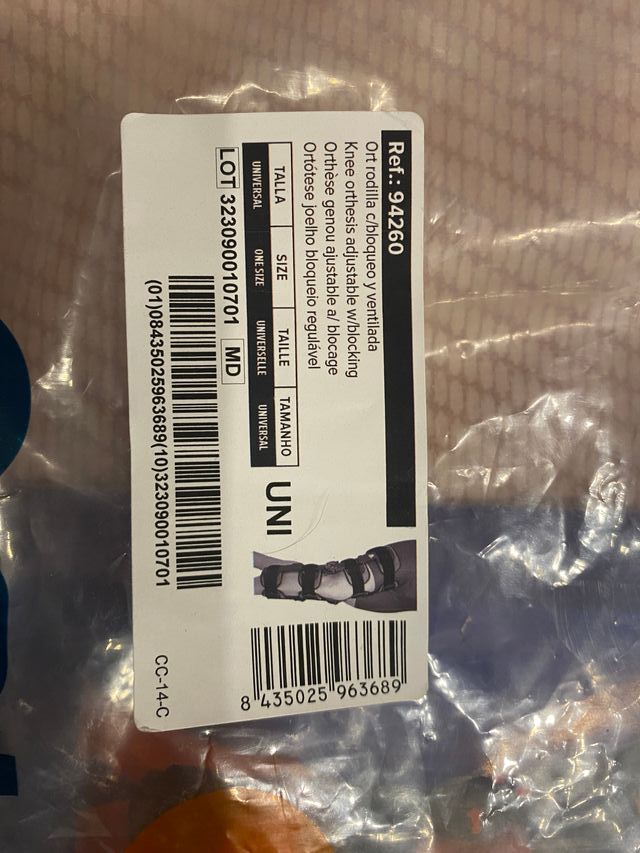 Ref.: 94260
Ort rodilla c/bloqueo y ventilada
Knee orthesis adjustable w/blocking
Orthèse genou ajustable a/ blocage
Ortótese joelho bloqueio regulável
TALLA SIZE TAILLE TAMANHO
UNIVERSAL ONE SIZE UNIVERSELLE UNIVERSAL
UNI
LOT 323090010701 MD
(01)08435025963689(10)323090010701
8 435025 963689
CC-14-C